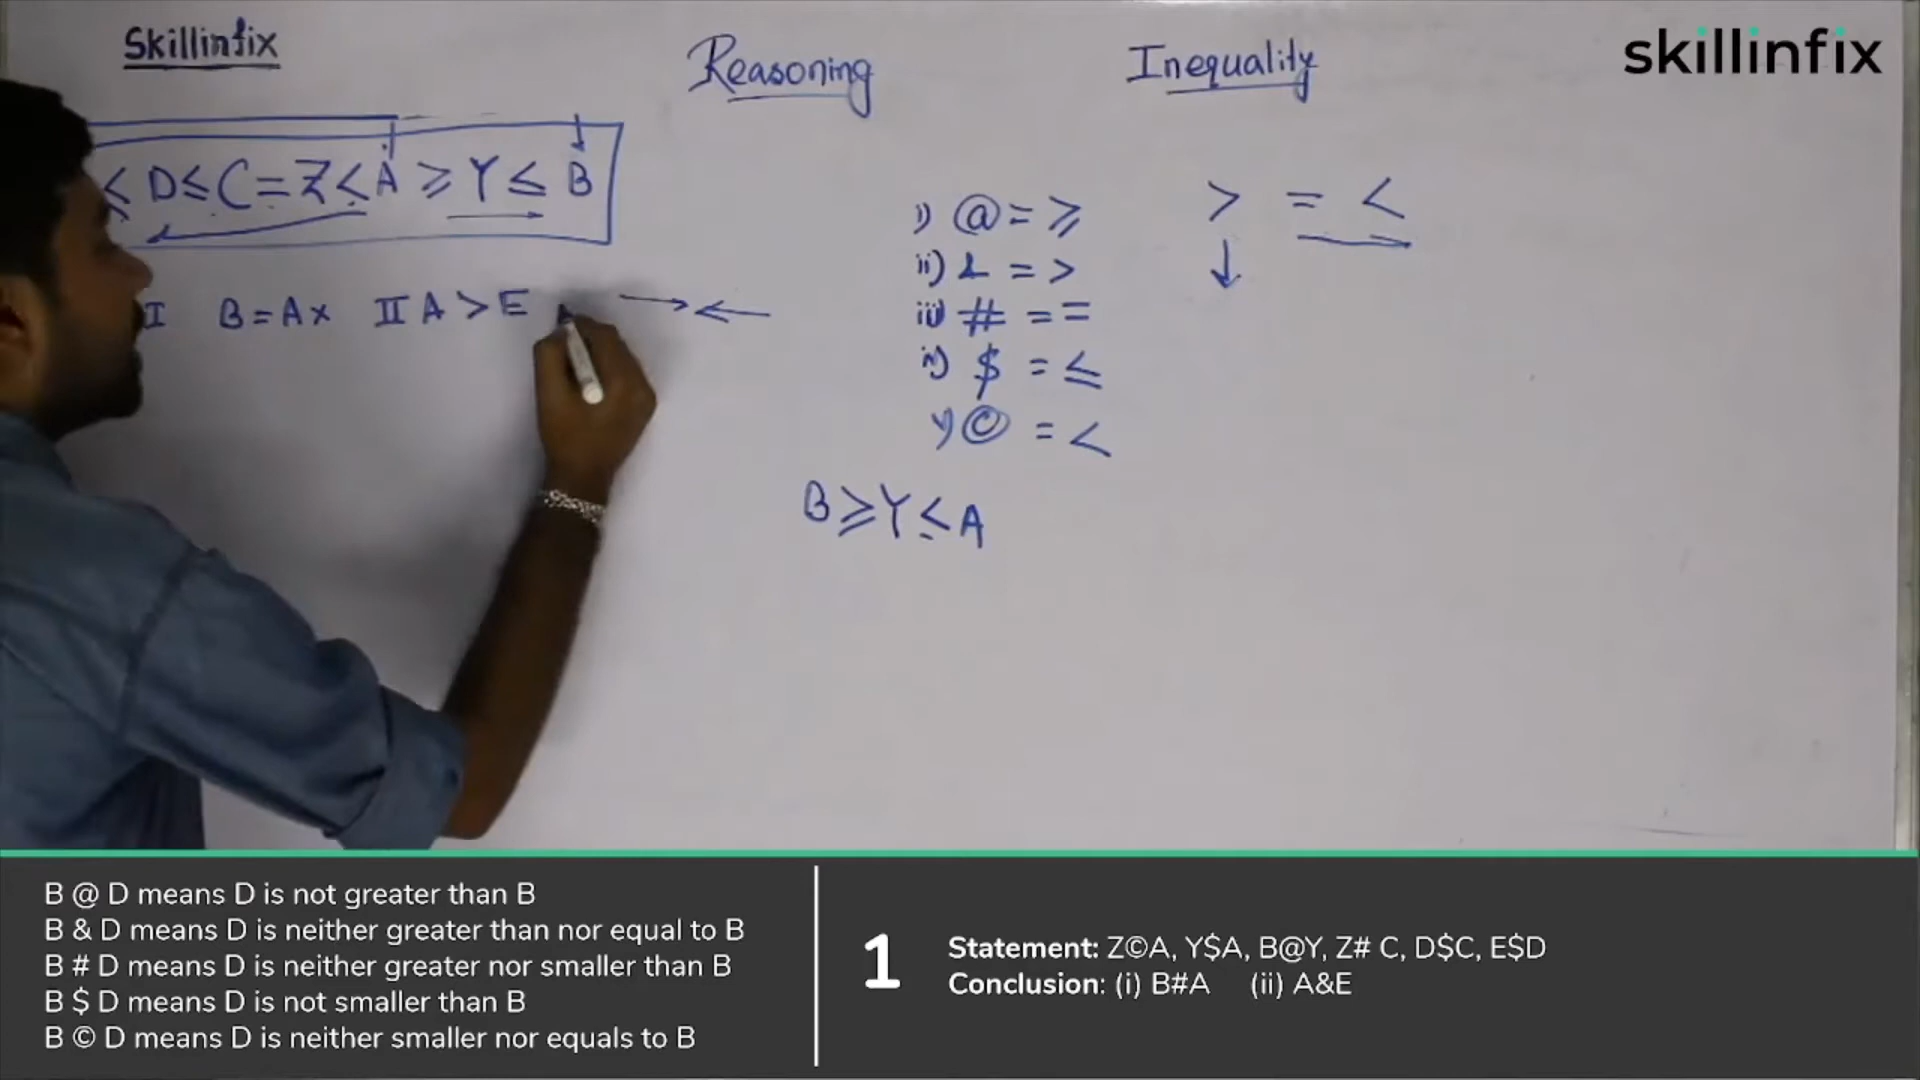 Skillinfix Reasoning Inequality skillinfix
≤ D ≤ C = Z < A ≥ Y ≤ B
i) @ = ≥ > = <
ii) & = >
I B = A x II A > E
iii) # = =
iv) $ = ≤
v) © = <
B ≥ Y ≤ A
B @ D means D is not greater than B
B & D means D is neither greater than nor equal to B
B # D means D is neither greater nor smaller than B
B $ D means D is not smaller than B
B © D means D is neither smaller nor equals to B
1
Statement: Z©A, Y$A, B@Y, Z# C, D$C, E$D
Conclusion: (i) B#A (ii) A&E